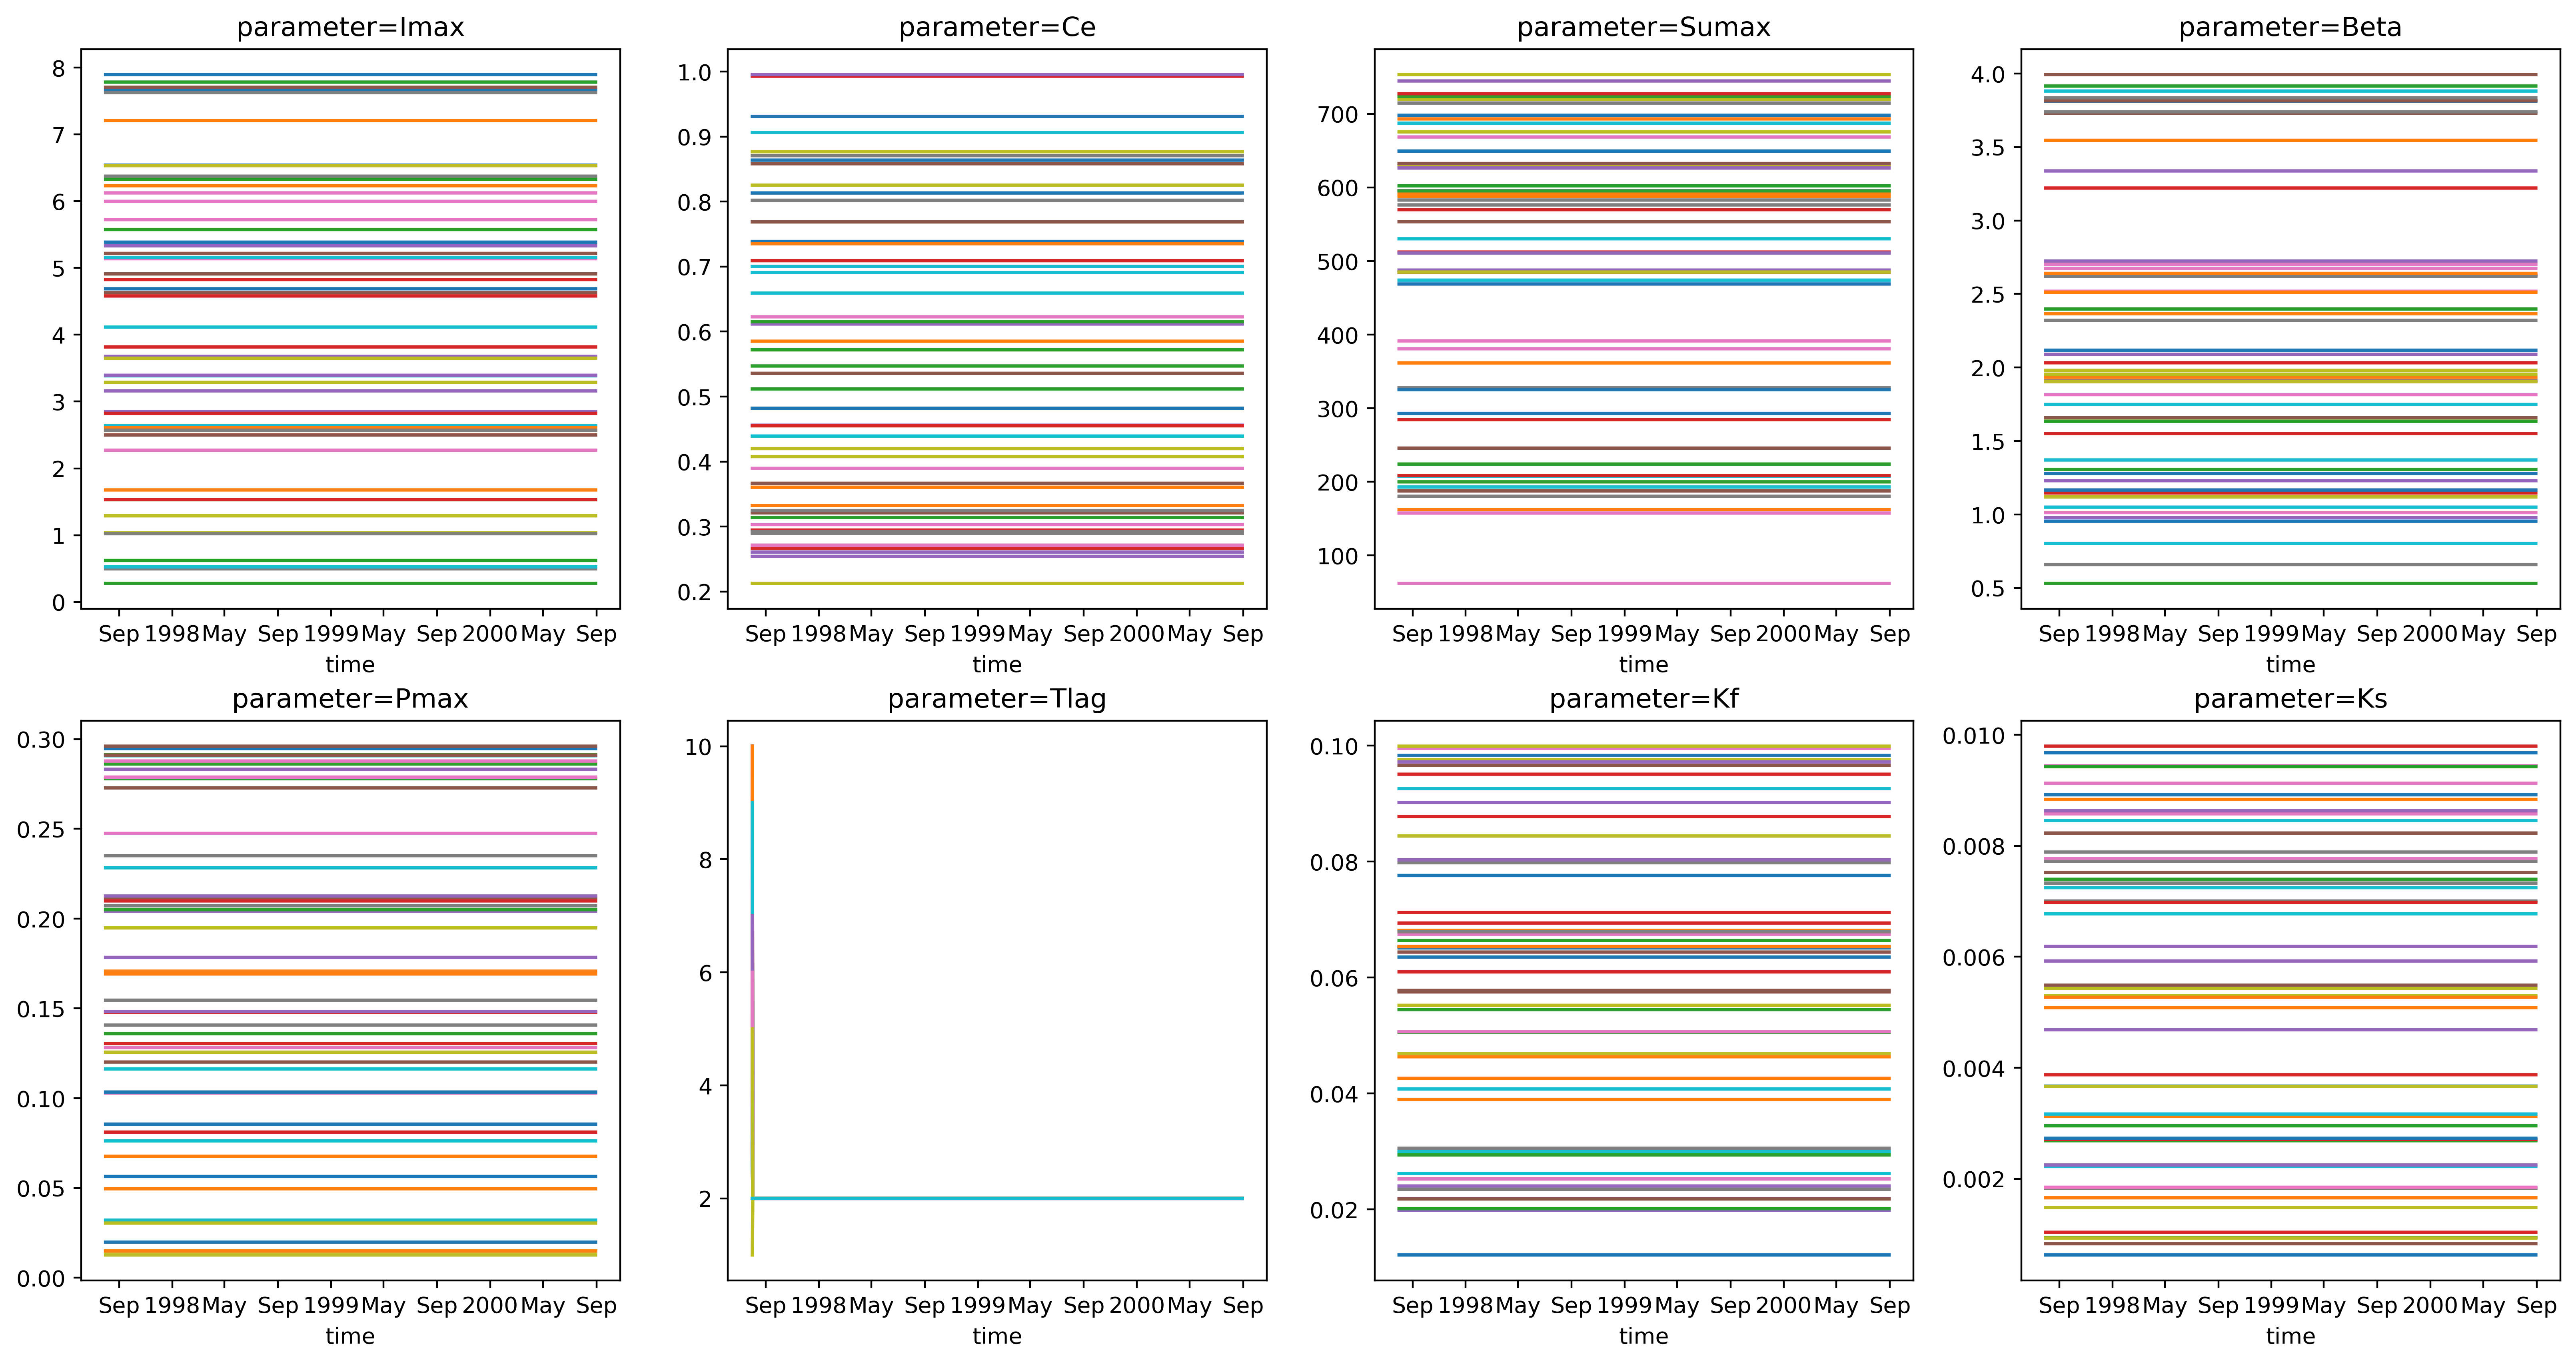 parameter=Imax
parameter=Ce
parameter=Sumax
parameter=Beta
8
7
6
5
4
3
2
1
0
Sep 1998 May Sep 1999 May Sep 2000 May Sep
time
1.0
0.9
0.8
0.7
0.6
0.5
0.4
0.3
0.2
Sep 1998 May Sep 1999 May Sep 2000 May Sep
time
700
600
500
400
300
200
100
Sep 1998 May Sep 1999 May Sep 2000 May Sep
time
4.0
3.5
3.0
2.5
2.0
1.5
1.0
0.5
Sep 1998 May Sep 1999 May Sep 2000 May Sep
time
parameter=Pmax
parameter=Tlag
parameter=Kf
parameter=Ks
0.30
0.25
0.20
0.15
0.10
0.05
0.00
Sep 1998 May Sep 1999 May Sep 2000 May Sep
time
10
8
6
4
2
Sep 1998 May Sep 1999 May Sep 2000 May Sep
time
0.10
0.08
0.06
0.04
0.02
Sep 1998 May Sep 1999 May Sep 2000 May Sep
time
0.010
0.008
0.006
0.004
0.002
Sep 1998 May Sep 1999 May Sep 2000 May Sep
time